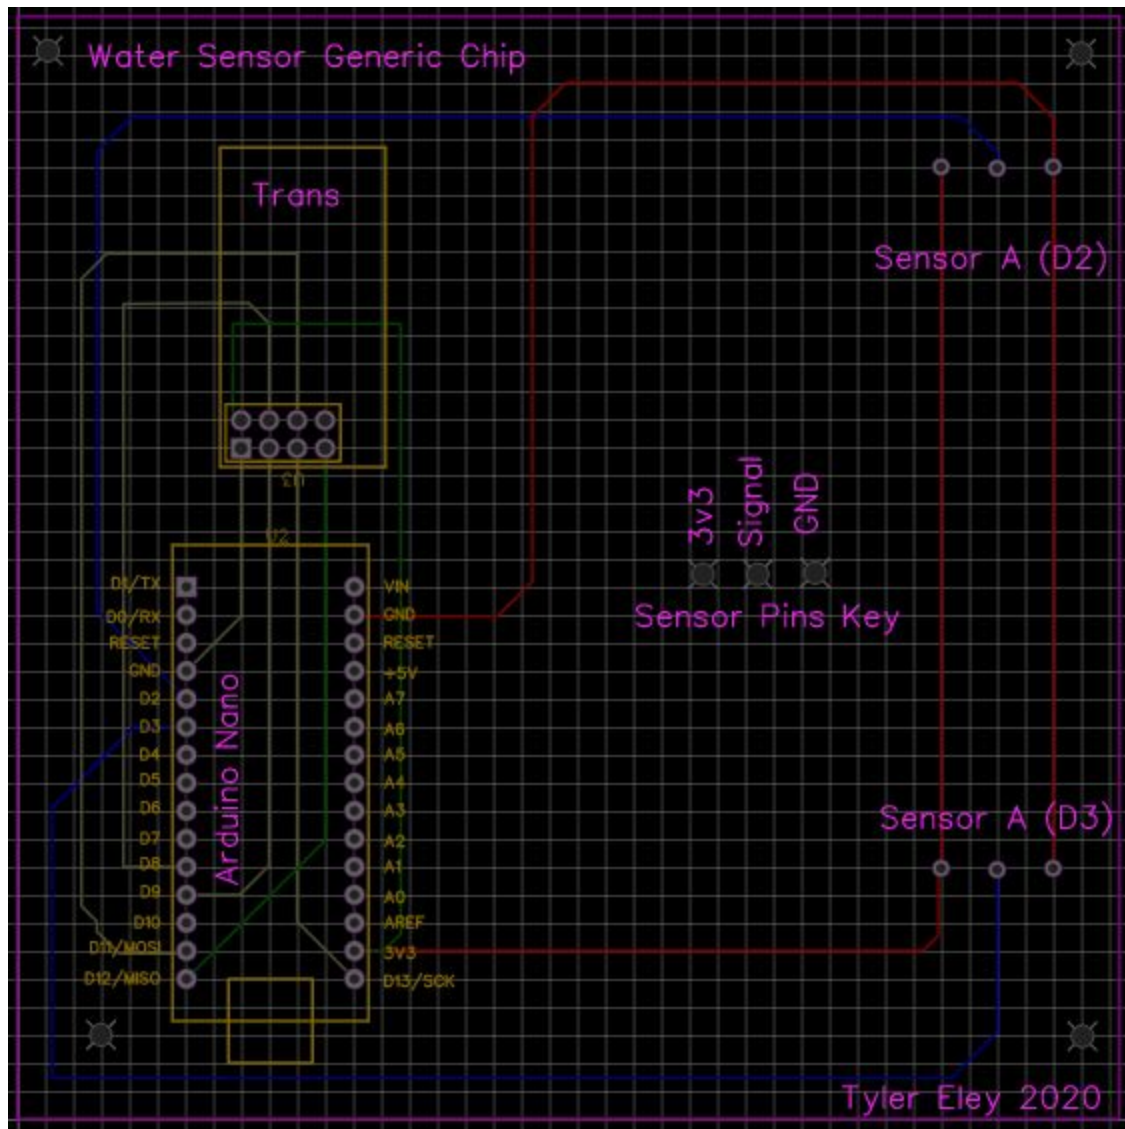 Water Sensor Generic Chip
Trans
Sensor A (D2)
U3
U2
3v3
Signal
GND
Sensor Pins Key
D1/TX
D0/RX
RESET
GND
D2
D3
D4
D5
D6
D7
D8
D9
D10
D11/MOSI
D12/MISO
Arduino Nano
VIN
GND
RESET
+5V
A7
A6
A5
A4
A3
A2
A1
A0
AREF
3V3
D13/SCK
Sensor A (D3)
Tyler Eley 2020